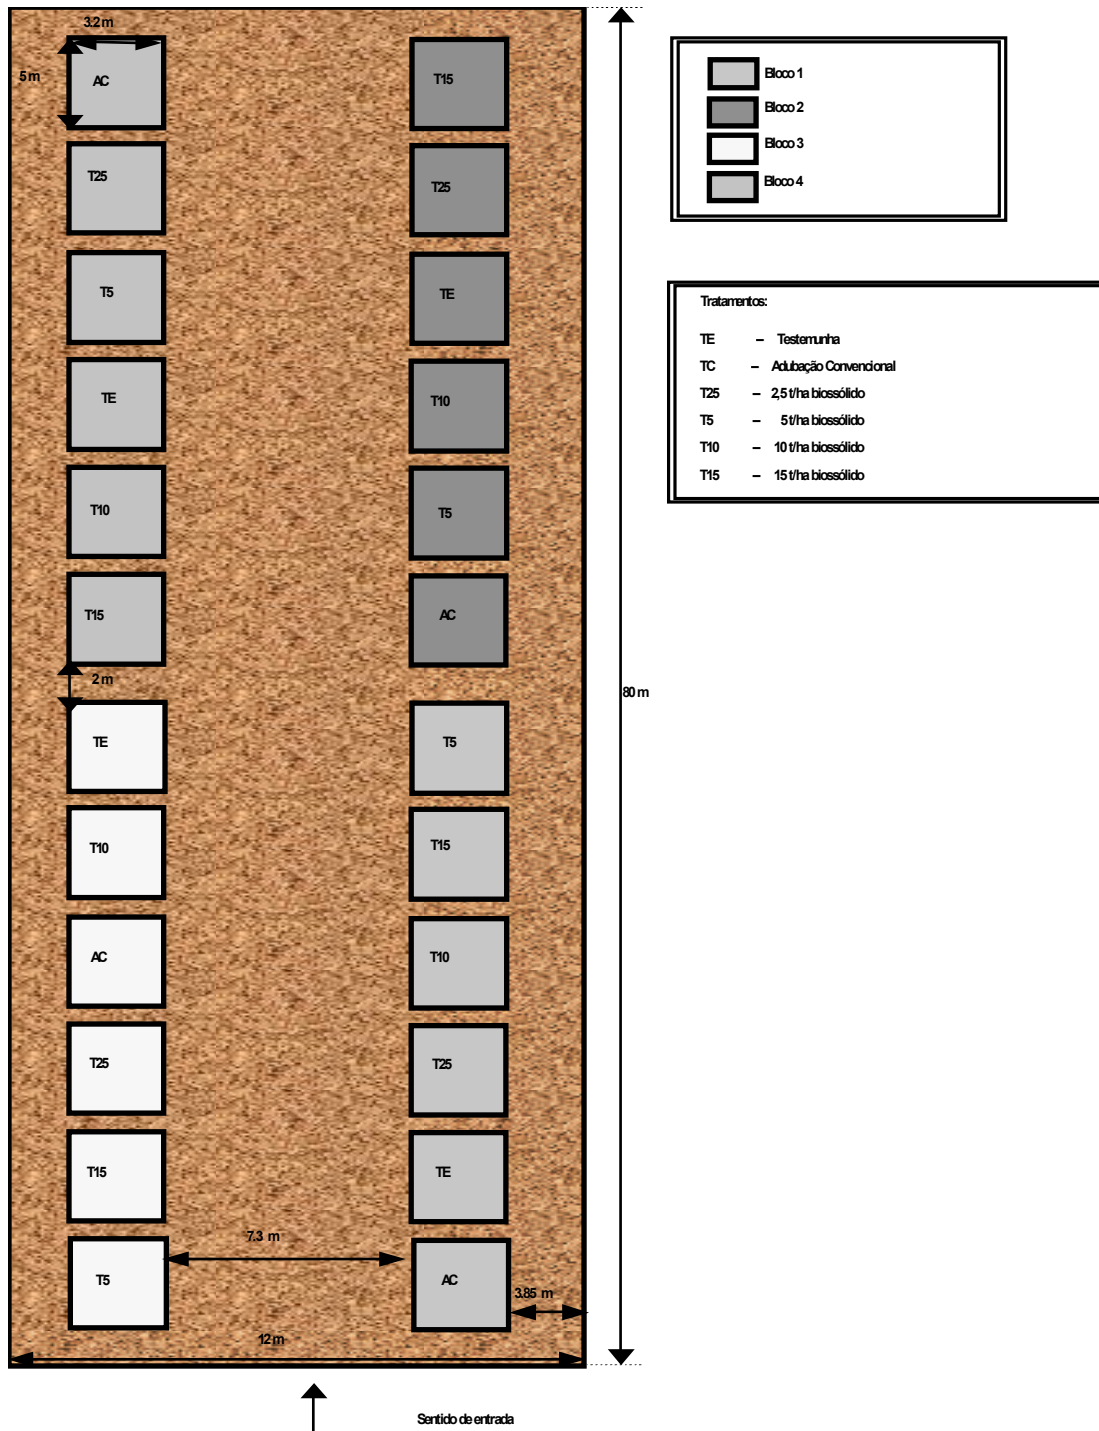 3.2m
5 m
AC
T15
T25
T25
T5
TE
TE
T10
T10
T5
T15
AC
2 m
TE
T5
T10
T15
AC
T10
T25
T25
T15
TE
7.3 m
T5
AC
3.85 m
12 m
80 m
Sentido de entrada
Bloco 1
Bloco 2
Bloco 3
Bloco 4
Tratamentos:
TE – Testemunha
TC – Adubação Convencional
T25 – 2,5 t/ha biossólido
T5 – 5 t/ha biossólido
T10 – 10 t/ha biossólido
T15 – 15 t/ha biossólido